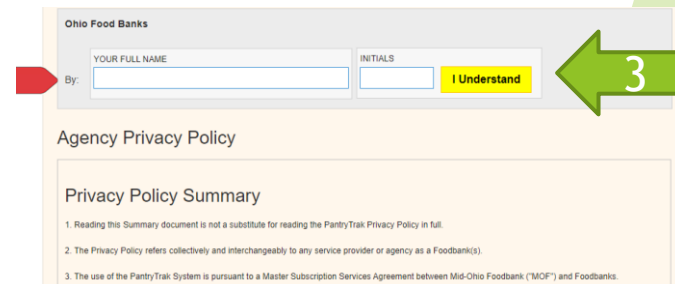 Ohio Food Banks
YOUR FULL NAME
INITIALS
By:
I Understand
3
Agency Privacy Policy
Privacy Policy Summary
1. Reading this Summary document is not a substitute for reading the PantryTrak Privacy Policy in full.
2. The Privacy Policy refers collectively and interchangeably to any service provider or agency as a Foodbank(s).
3. The use of the PantryTrak System is pursuant to a Master Subscription Services Agreement between Mid-Ohio Foodbank ("MOF") and Foodbanks.